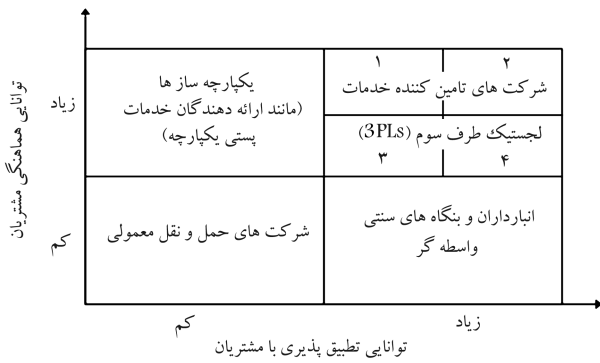 توانایی هماهنگی مشتریان
زیاد
کم
یکپارچه ساز ها
(مانند ارائه دهندگان خدمات
پستی یکپارچه)
۱
۲
شرکت های تامین کننده خدمات
لجستیک طرف سوم (3PLs)
۳
۴
شرکت های حمل و نقل معمولی
انبارداران و بنگاه های سنتی
واسطه گر
کم
زیاد
توانایی تطبیق پذیری با مشتریان